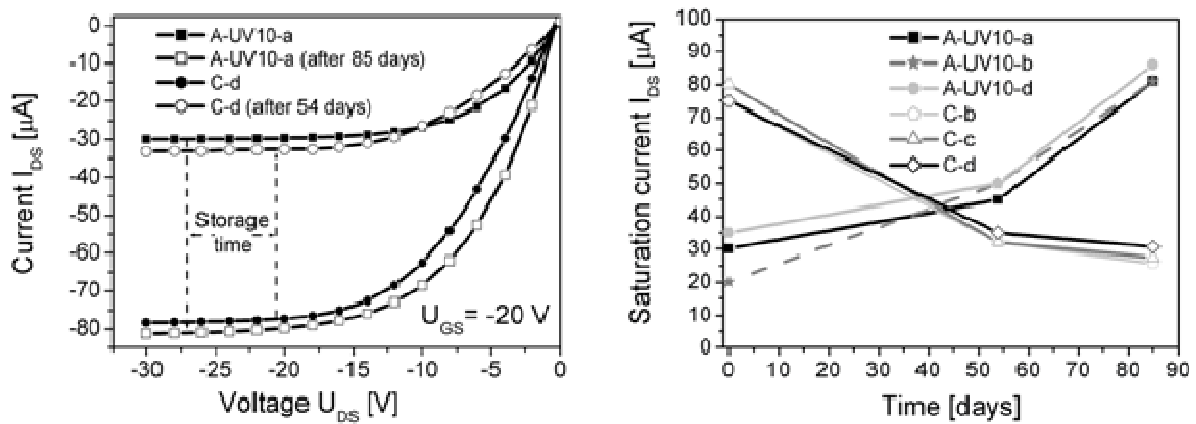 A-UV10-a
A-UV10-a (after 85 days)
C-d
C-d (after 54 days)
Storage
time
U_GS = -20 V
0
-10
-20
-30
-40
-50
-60
-70
-80
-30 -25 -20 -15 -10 -5 0
Current I_DS [µA]
Voltage U_DS [V]
A-UV10-a
A-UV10-b
A-UV10-d
C-b
C-c
C-d
100
90
80
70
60
50
40
30
20
10
0
0 10 20 30 40 50 60 70 80 90
Saturation current I_DS [µA]
Time [days]